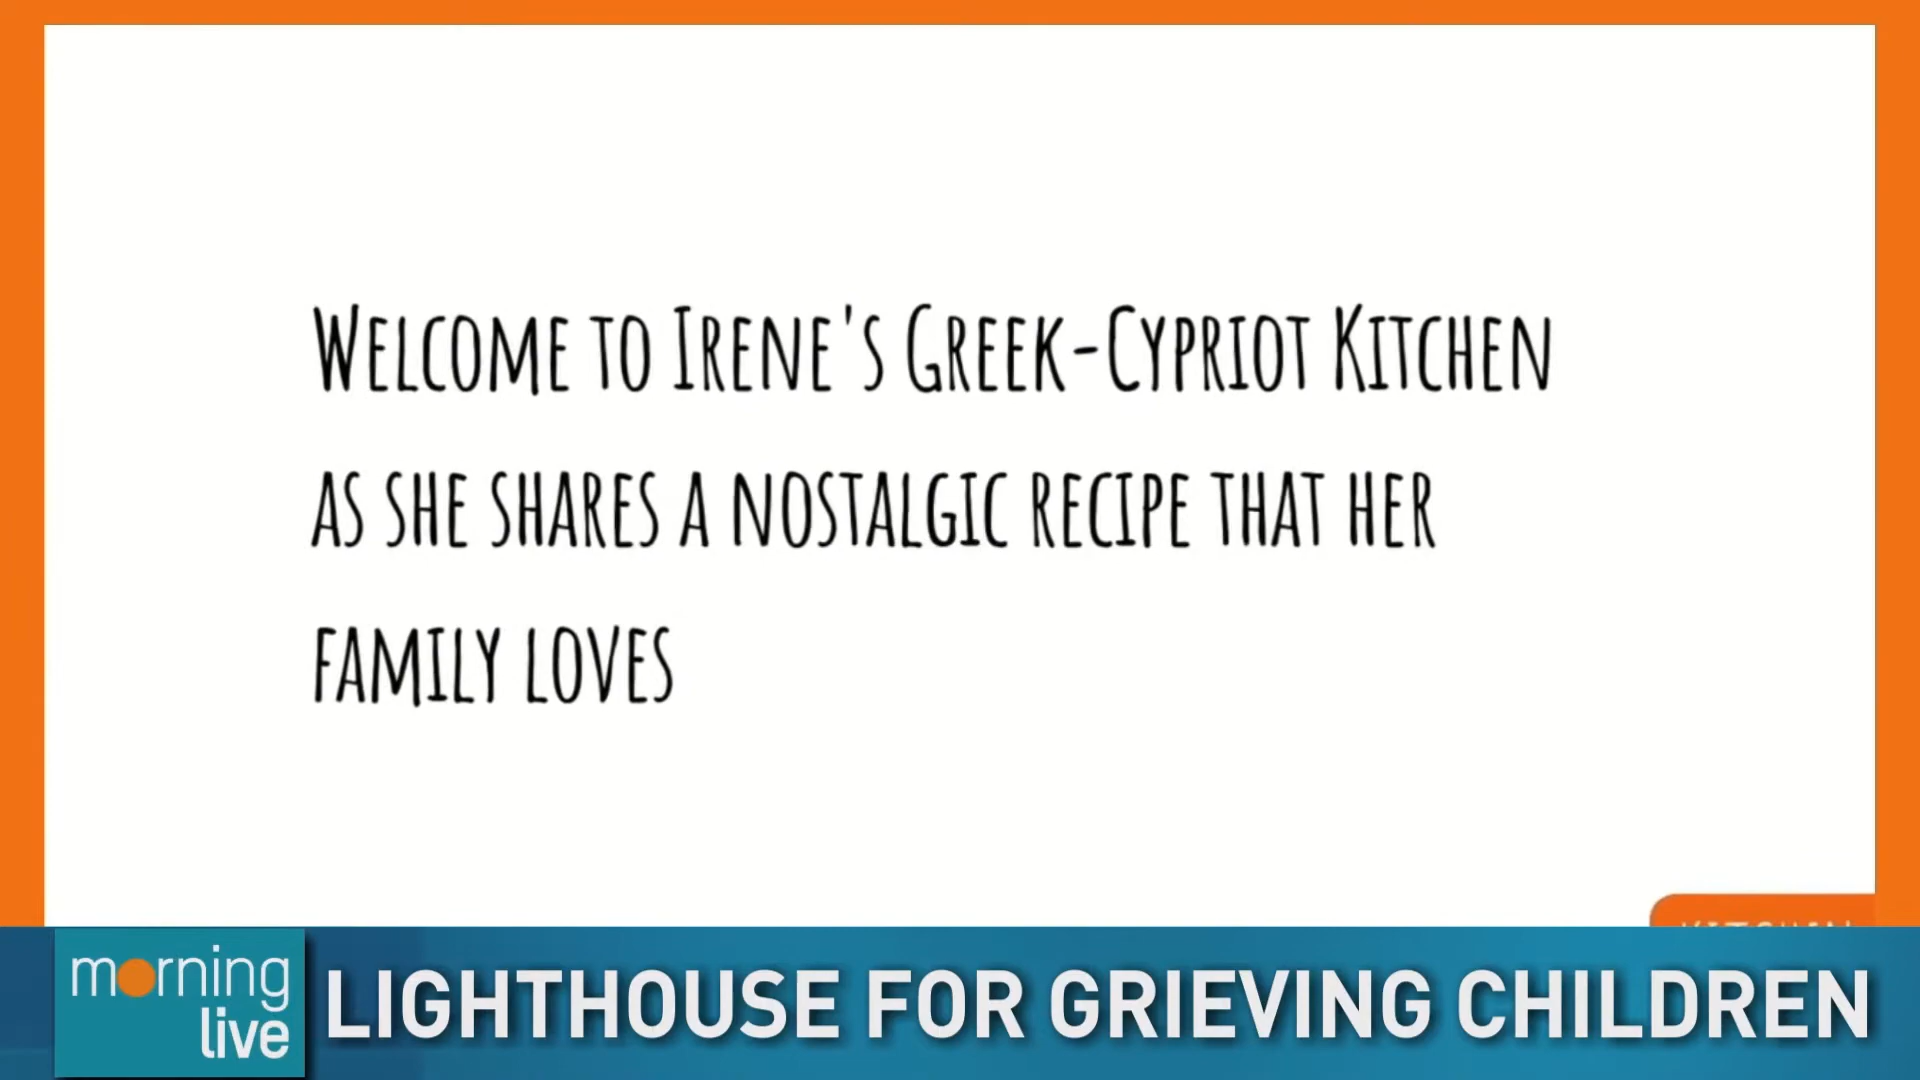 Welcome to Irene's Greek-Cypriot Kitchen
as she shares a nostalgic recipe that her
family loves
morning
live
LIGHTHOUSE FOR GRIEVING CHILDREN